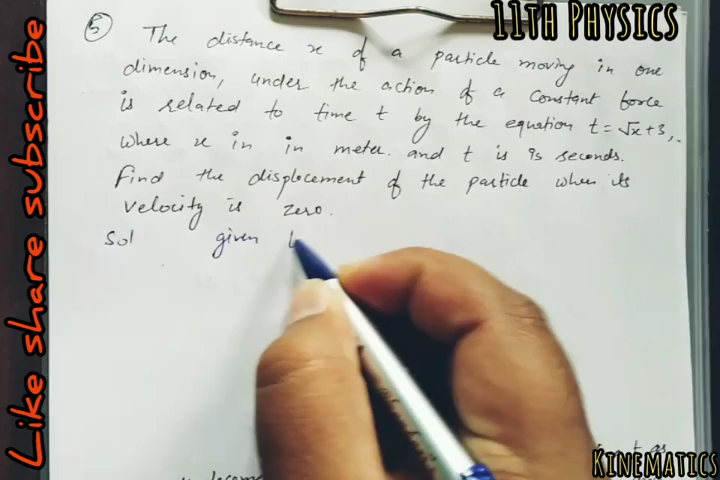 11th Physics
⑤ The distance x of a particle moving in one
dimension, under the action of a constant force
is related to time t by the equation t = √x+3,
where x in in meter. and t is is seconds.
Find the displacement of the particle when its
velocity is zero.
Sol given
Like share subscribe
Kinematics